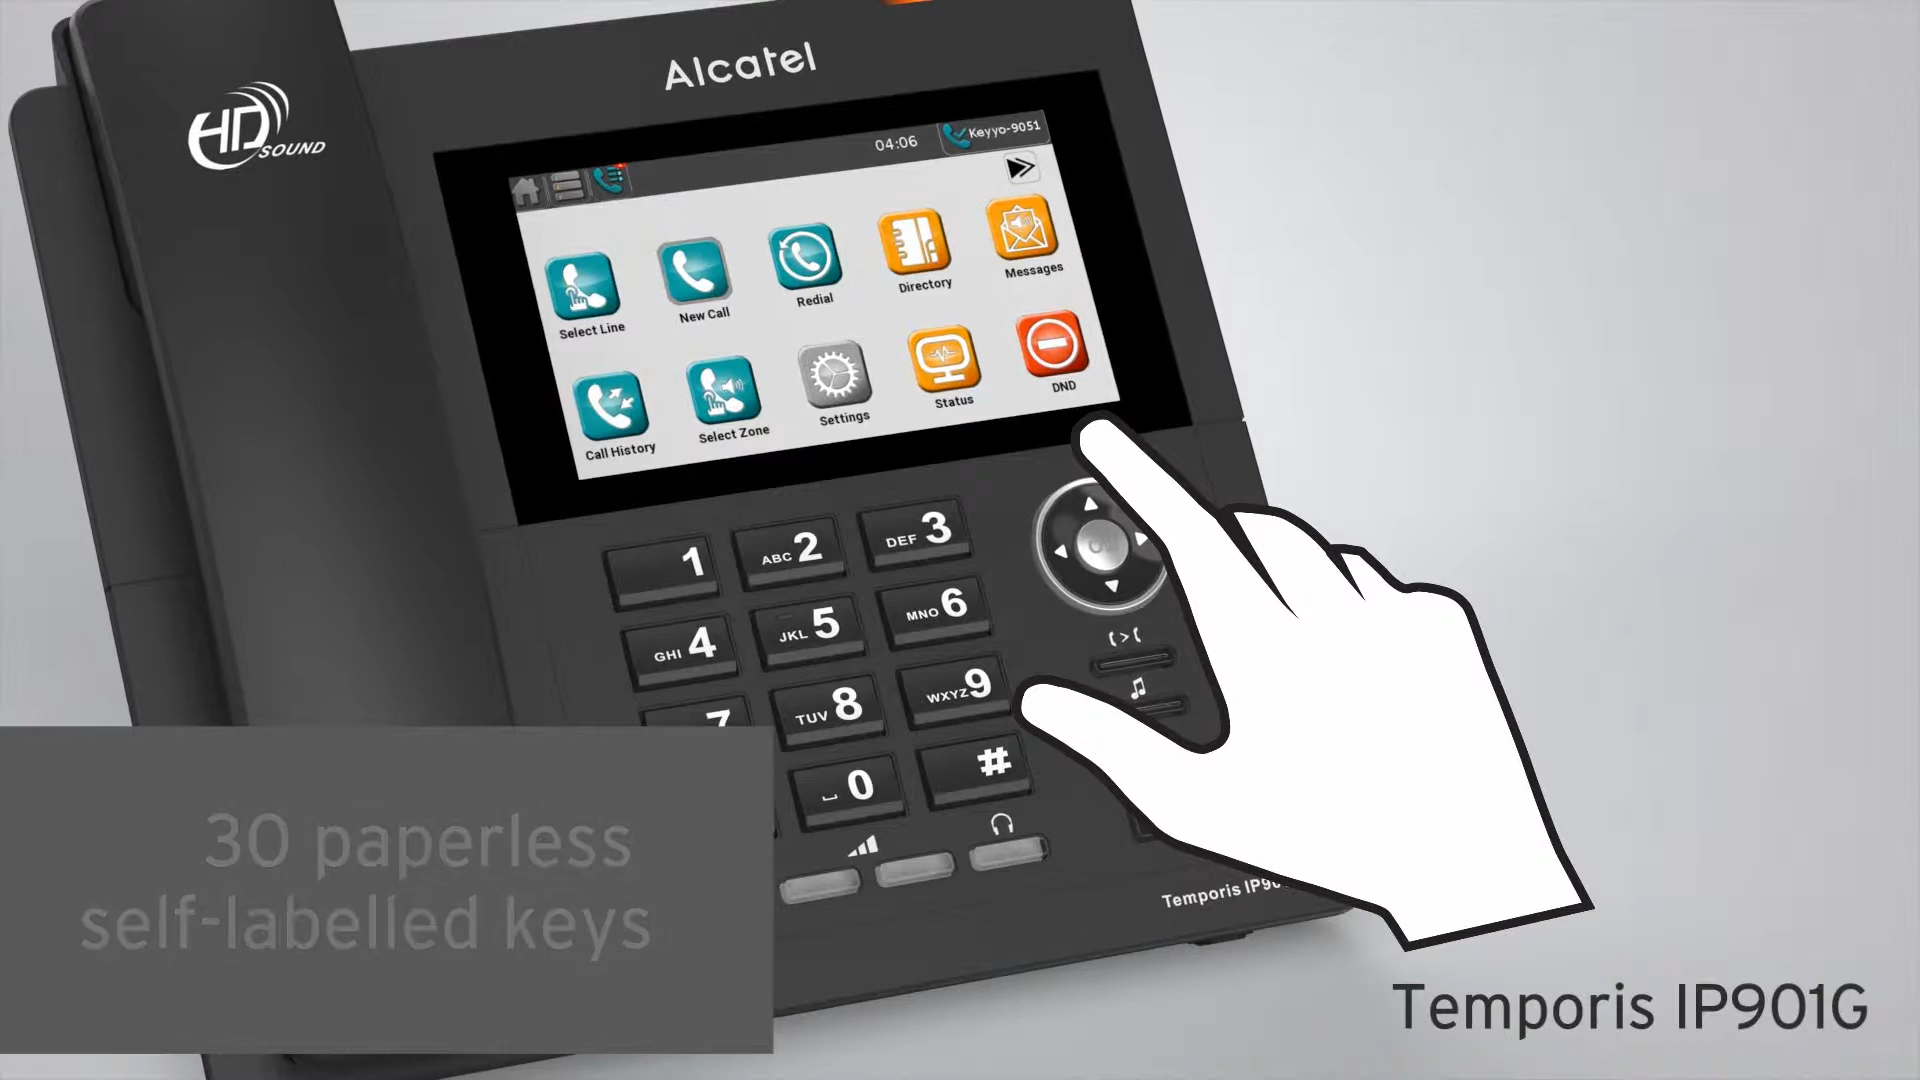 Alcatel
HD SOUND
04:06
Keyyo-9051
Select Line
New Call
Redial
Directory
Messages
Call History
Select Zone
Settings
Status
DND
1
ABC 2
DEF 3
GHI 4
JKL 5
MNO 6
7
TUV 8
WXYZ 9
0
#
30 paperless
self-labelled keys
Temporis IP901G